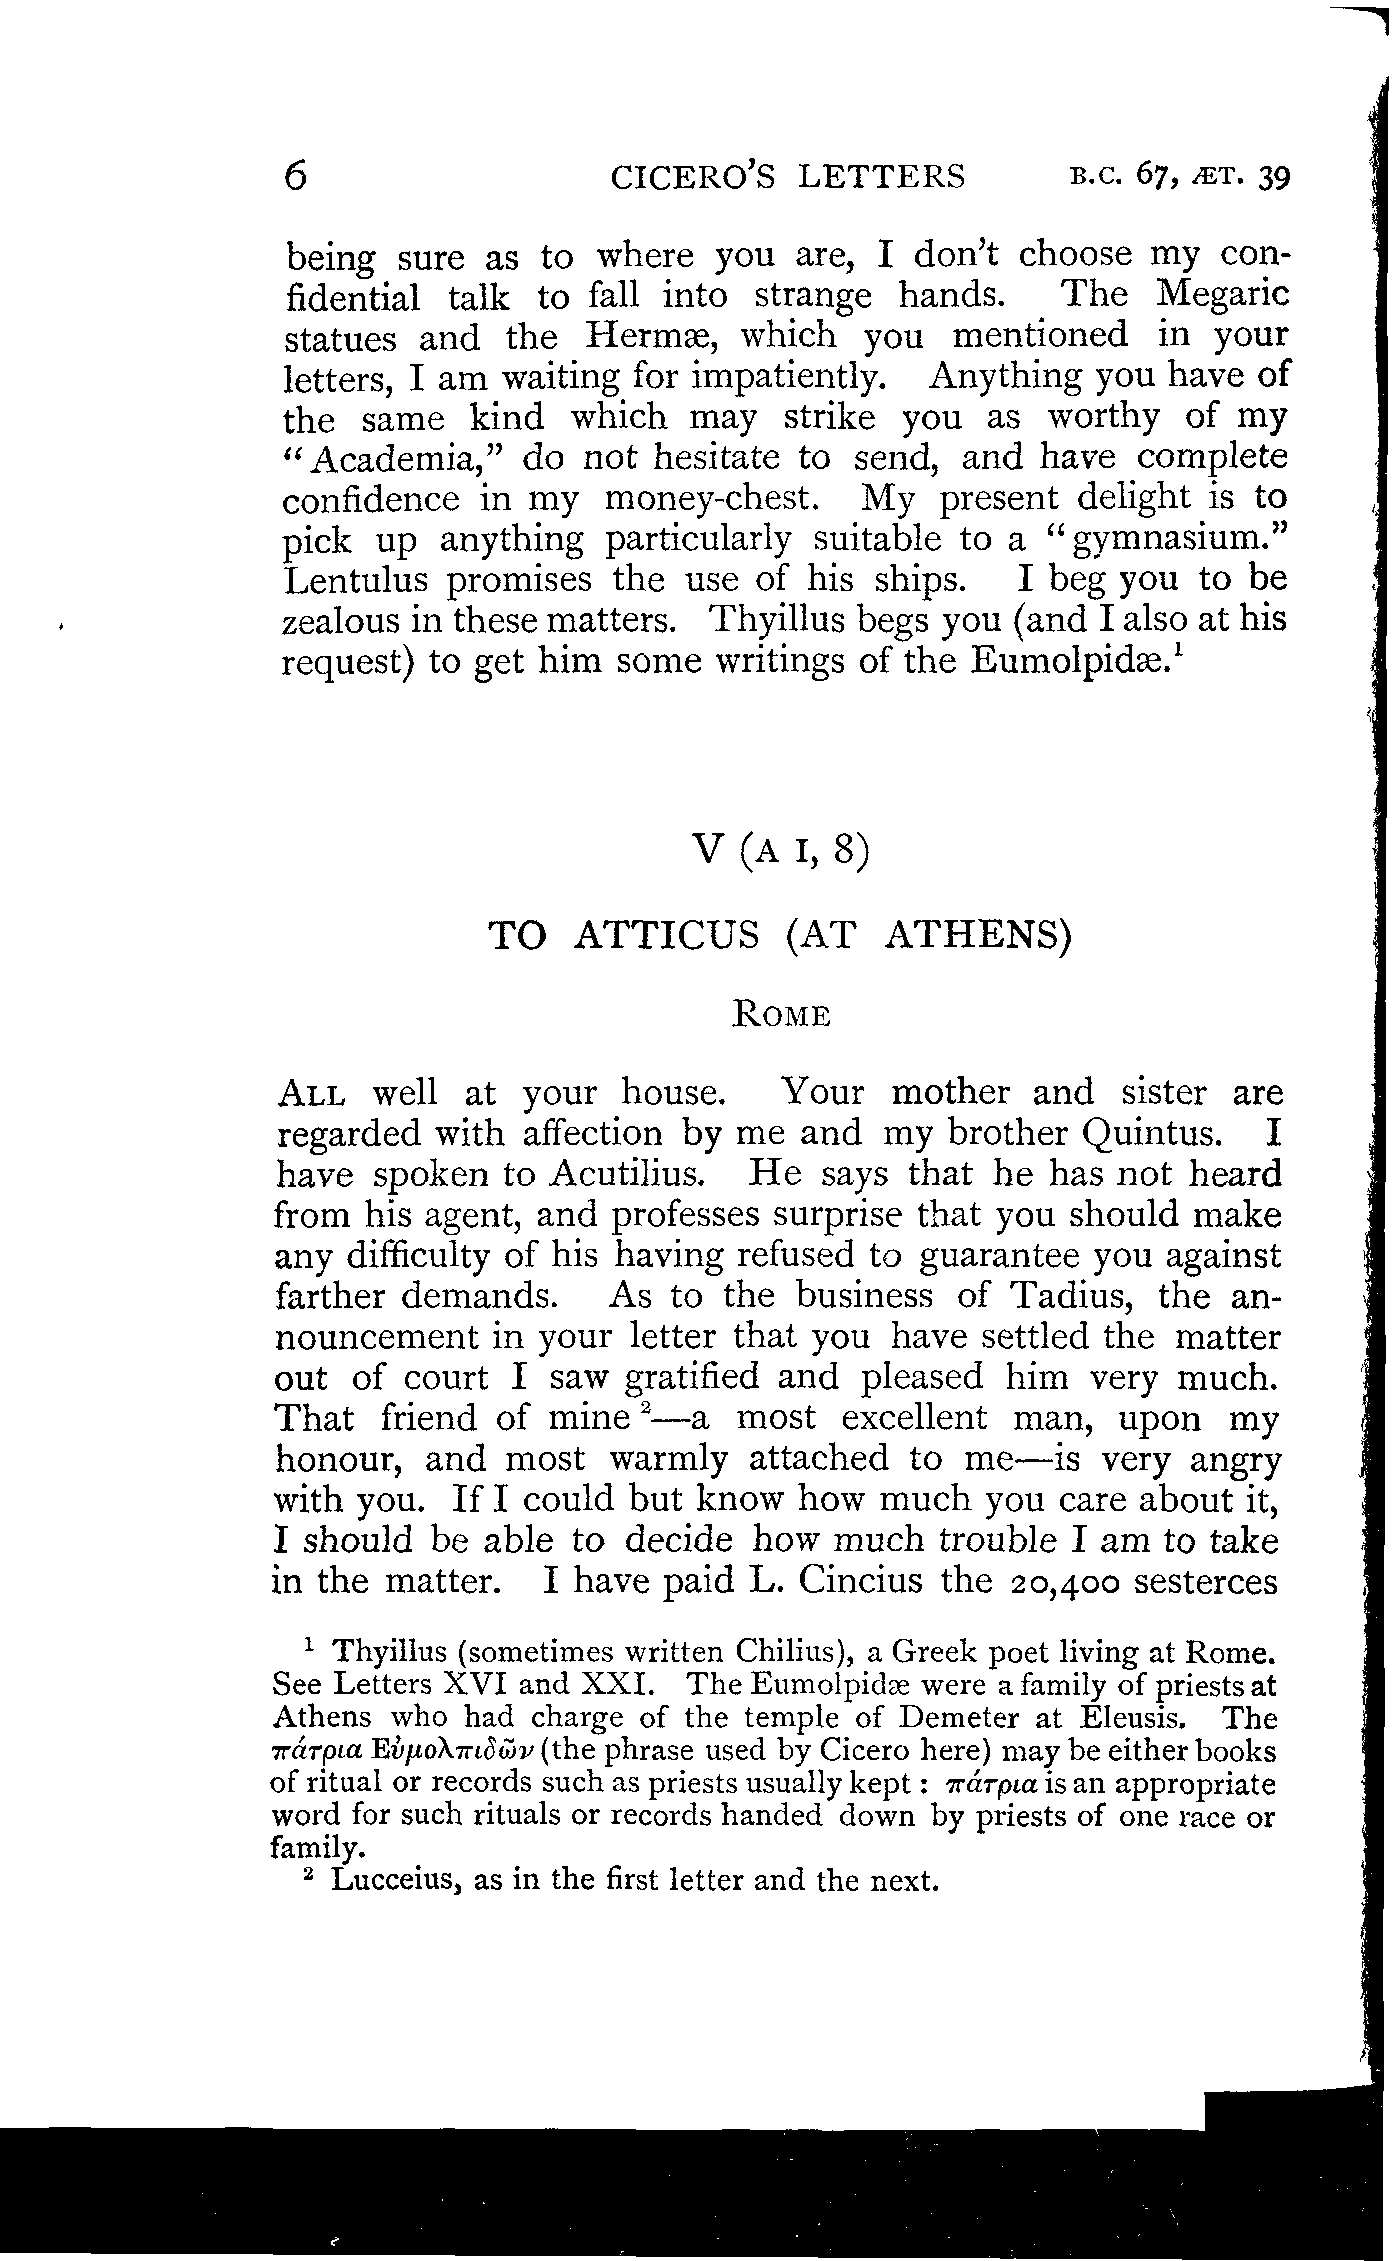 6 CICERO'S LETTERS B.C. 67, ÆT. 39
being sure as to where you are, I don't choose my con-
fidential talk to fall into strange hands. The Megaric
statues and the Hermæ, which you mentioned in your
letters, I am waiting for impatiently. Anything you have of
the same kind which may strike you as worthy of my
"Academia," do not hesitate to send, and have complete
confidence in my money-chest. My present delight is to
pick up anything particularly suitable to a "gymnasium."
Lentulus promises the use of his ships. I beg you to be
zealous in these matters. Thyillus begs you (and I also at his
request) to get him some writings of the Eumolpidæ.¹
V (A I, 8)
TO ATTICUS (AT ATHENS)
ROME
ALL well at your house. Your mother and sister are
regarded with affection by me and my brother Quintus. I
have spoken to Acutilius. He says that he has not heard
from his agent, and professes surprise that you should make
any difficulty of his having refused to guarantee you against
farther demands. As to the business of Tadius, the an-
nouncement in your letter that you have settled the matter
out of court I saw gratified and pleased him very much.
That friend of mine ²—a most excellent man, upon my
honour, and most warmly attached to me—is very angry
with you. If I could but know how much you care about it,
I should be able to decide how much trouble I am to take
in the matter. I have paid L. Cincius the 20,400 sesterces
¹ Thyillus (sometimes written Chilius), a Greek poet living at Rome.
See Letters XVI and XXI. The Eumolpidæ were a family of priests at
Athens who had charge of the temple of Demeter at Eleusis. The
πάτρια Εὐμολπιδῶν (the phrase used by Cicero here) may be either books
of ritual or records such as priests usually kept: πάτρια is an appropriate
word for such rituals or records handed down by priests of one race or
family.
² Lucceius, as in the first letter and the next.